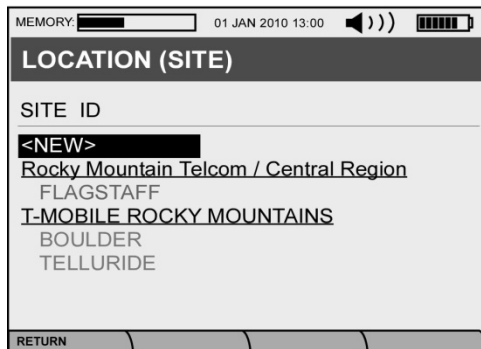 MEMORY: 01 JAN 2010 13:00
LOCATION (SITE)
SITE ID
<NEW>
Rocky Mountain Telcom / Central Region
FLAGSTAFF
T-MOBILE ROCKY MOUNTAINS
BOULDER
TELLURIDE
RETURN